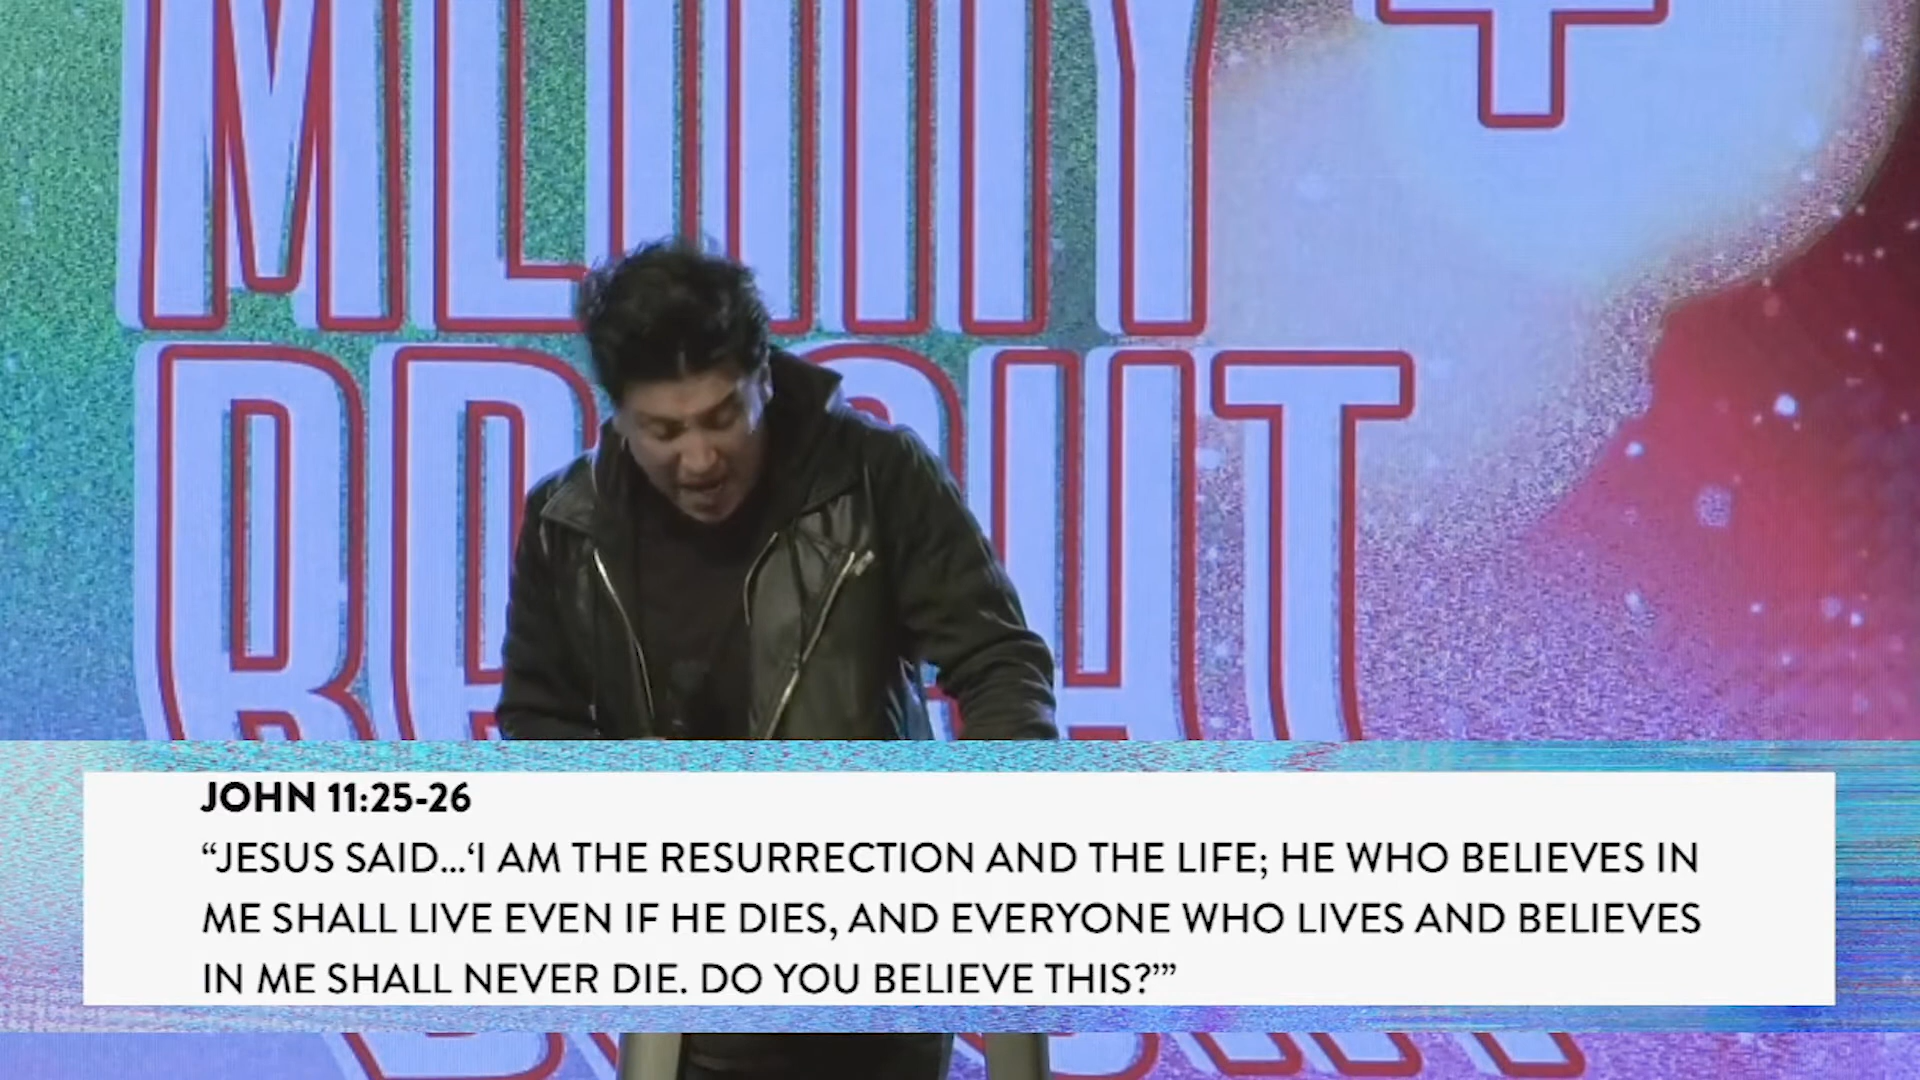 MERRY +
BRIGHT
JOHN 11:25-26
“JESUS SAID...‘I AM THE RESURRECTION AND THE LIFE; HE WHO BELIEVES IN
ME SHALL LIVE EVEN IF HE DIES, AND EVERYONE WHO LIVES AND BELIEVES
IN ME SHALL NEVER DIE. DO YOU BELIEVE THIS?’”